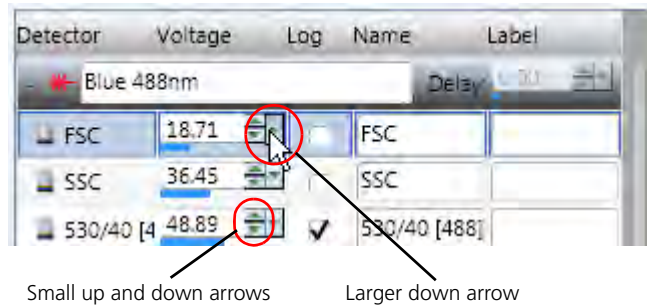 Detector Voltage Log Name Label
Blue 488nm Delay:
FSC 18.71 FSC
SSC 36.45 SSC
530/40 [4 48.89 530/40 [488]
Small up and down arrows Larger down arrow